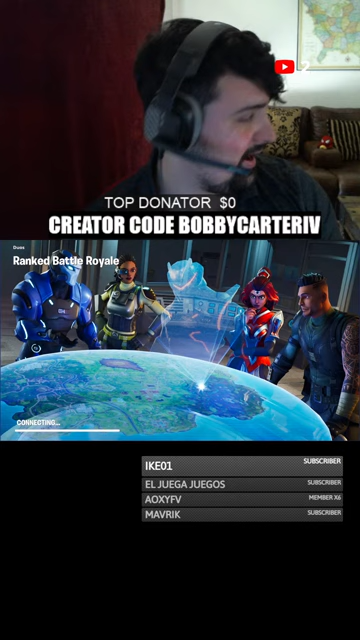 2
TOP DONATOR $0
CREATOR CODE BOBBYCARTERIV
Duos
Ranked Battle Royale
CONNECTING...
IKE01 SUBSCRIBER
EL JUEGA JUEGOS SUBSCRIBER
AOXYFV MEMBER X6
MAVRIK SUBSCRIBER